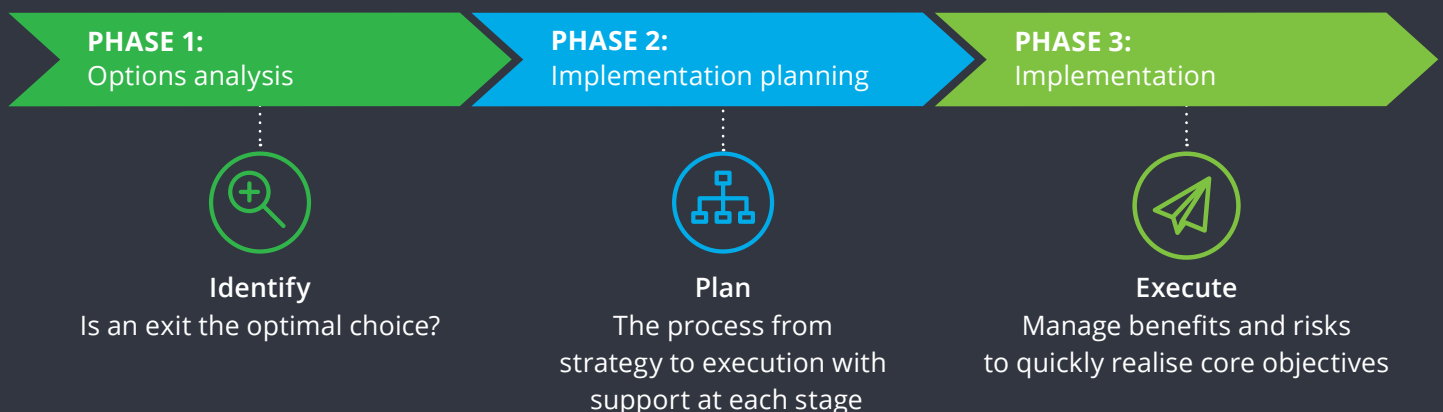 PHASE 1:
Options analysis
PHASE 2:
Implementation planning
PHASE 3:
Implementation
Identify
Is an exit the optimal choice?
Plan
The process from
strategy to execution with
support at each stage
Execute
Manage benefits and risks
to quickly realise core objectives